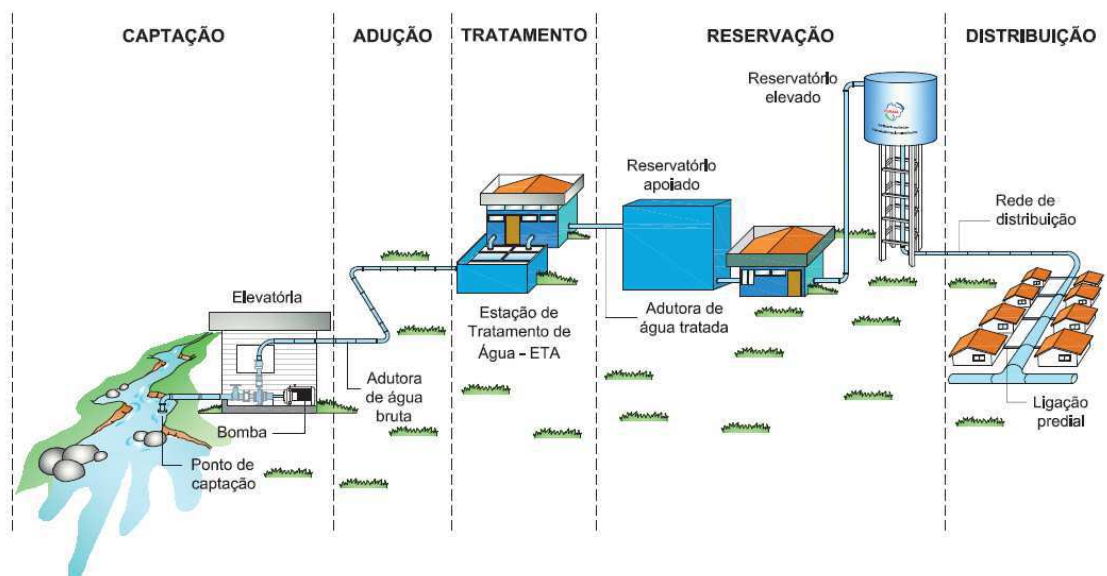 CAPTAÇÃO
ADUÇÃO
TRATAMENTO
RESERVAÇÃO
DISTRIBUIÇÃO
Reservatório
elevado
Reservatório
apoiado
Rede de
distribuição
Elevatória
Estação de
Tratamento de
Água – ETA
Adutora de
água tratada
Adutora
de água
bruta
Bomba
Ponto de
captação
Ligação
predial